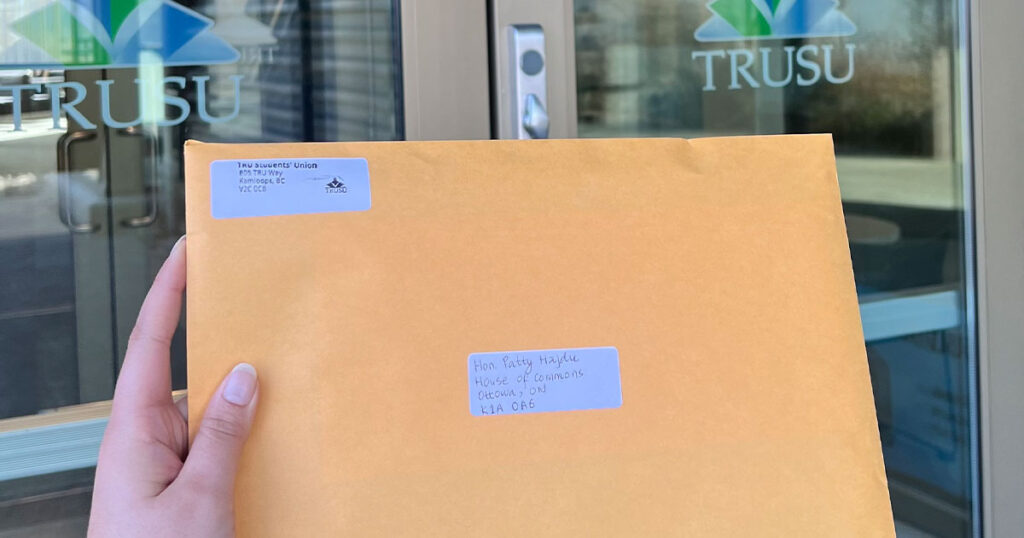 TRUSU
TRUSU
TRU Students' Union
805 TRU Way
Kamloops, BC
V2C 0C8
TRUSU
Hon. Patty Hajdu
House of Commons
Ottawa, ON
K1A 0A6